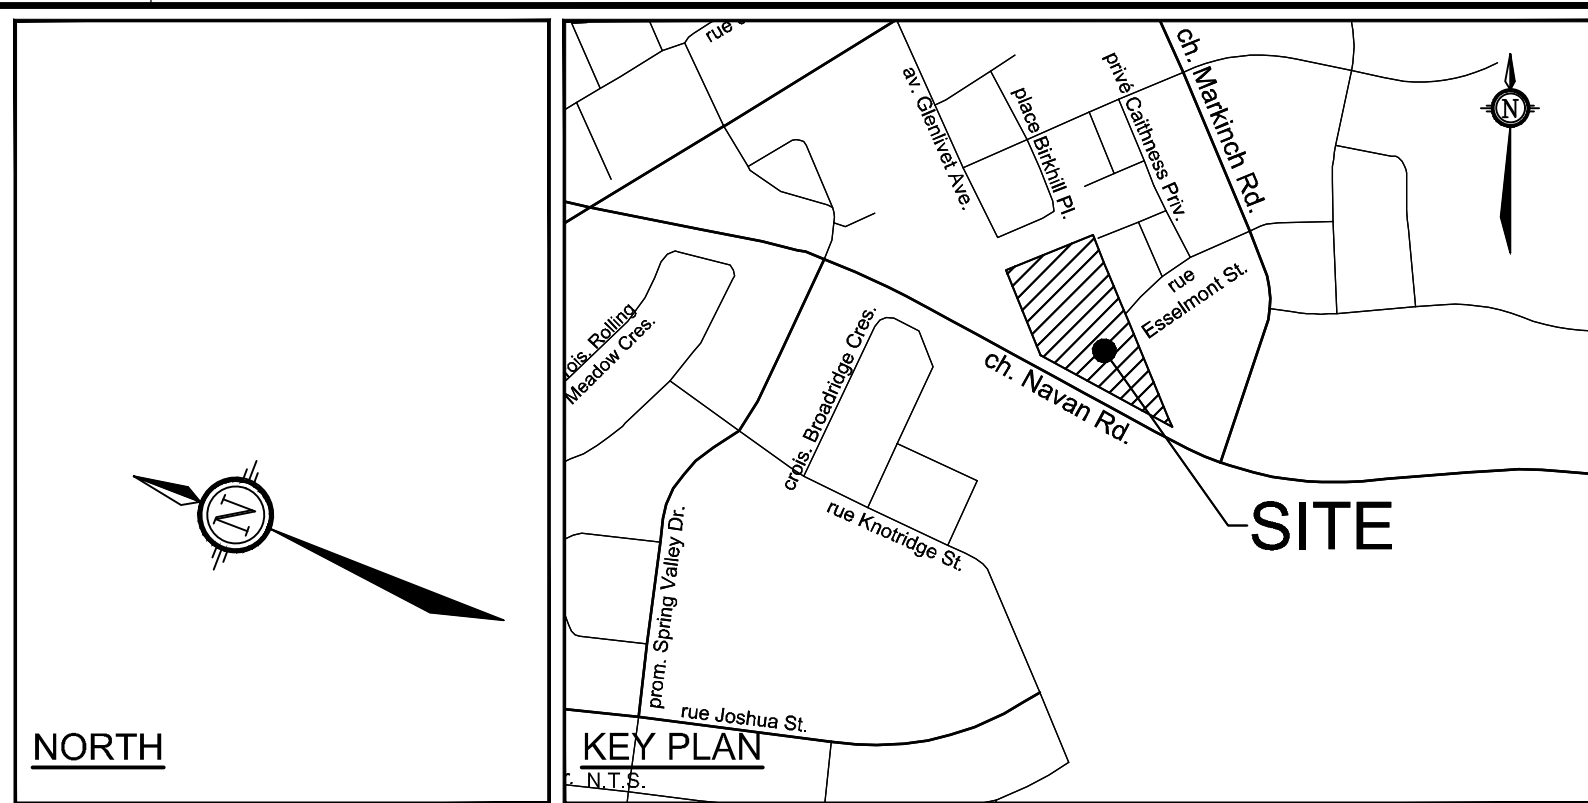 N
NORTH
rue
av. Glenlivet Ave.
place Birkhill Pl.
privé Caithness Priv.
ch. Markinch Rd.
N
rue
Esselmont St.
ois. Rolling
Meadow Cres.
crois. Broadridge Cres.
ch. Navan Rd.
SITE
rue Knotridge St.
prom. Spring Valley Dr.
rue Joshua St.
KEY PLAN
N.T.S.